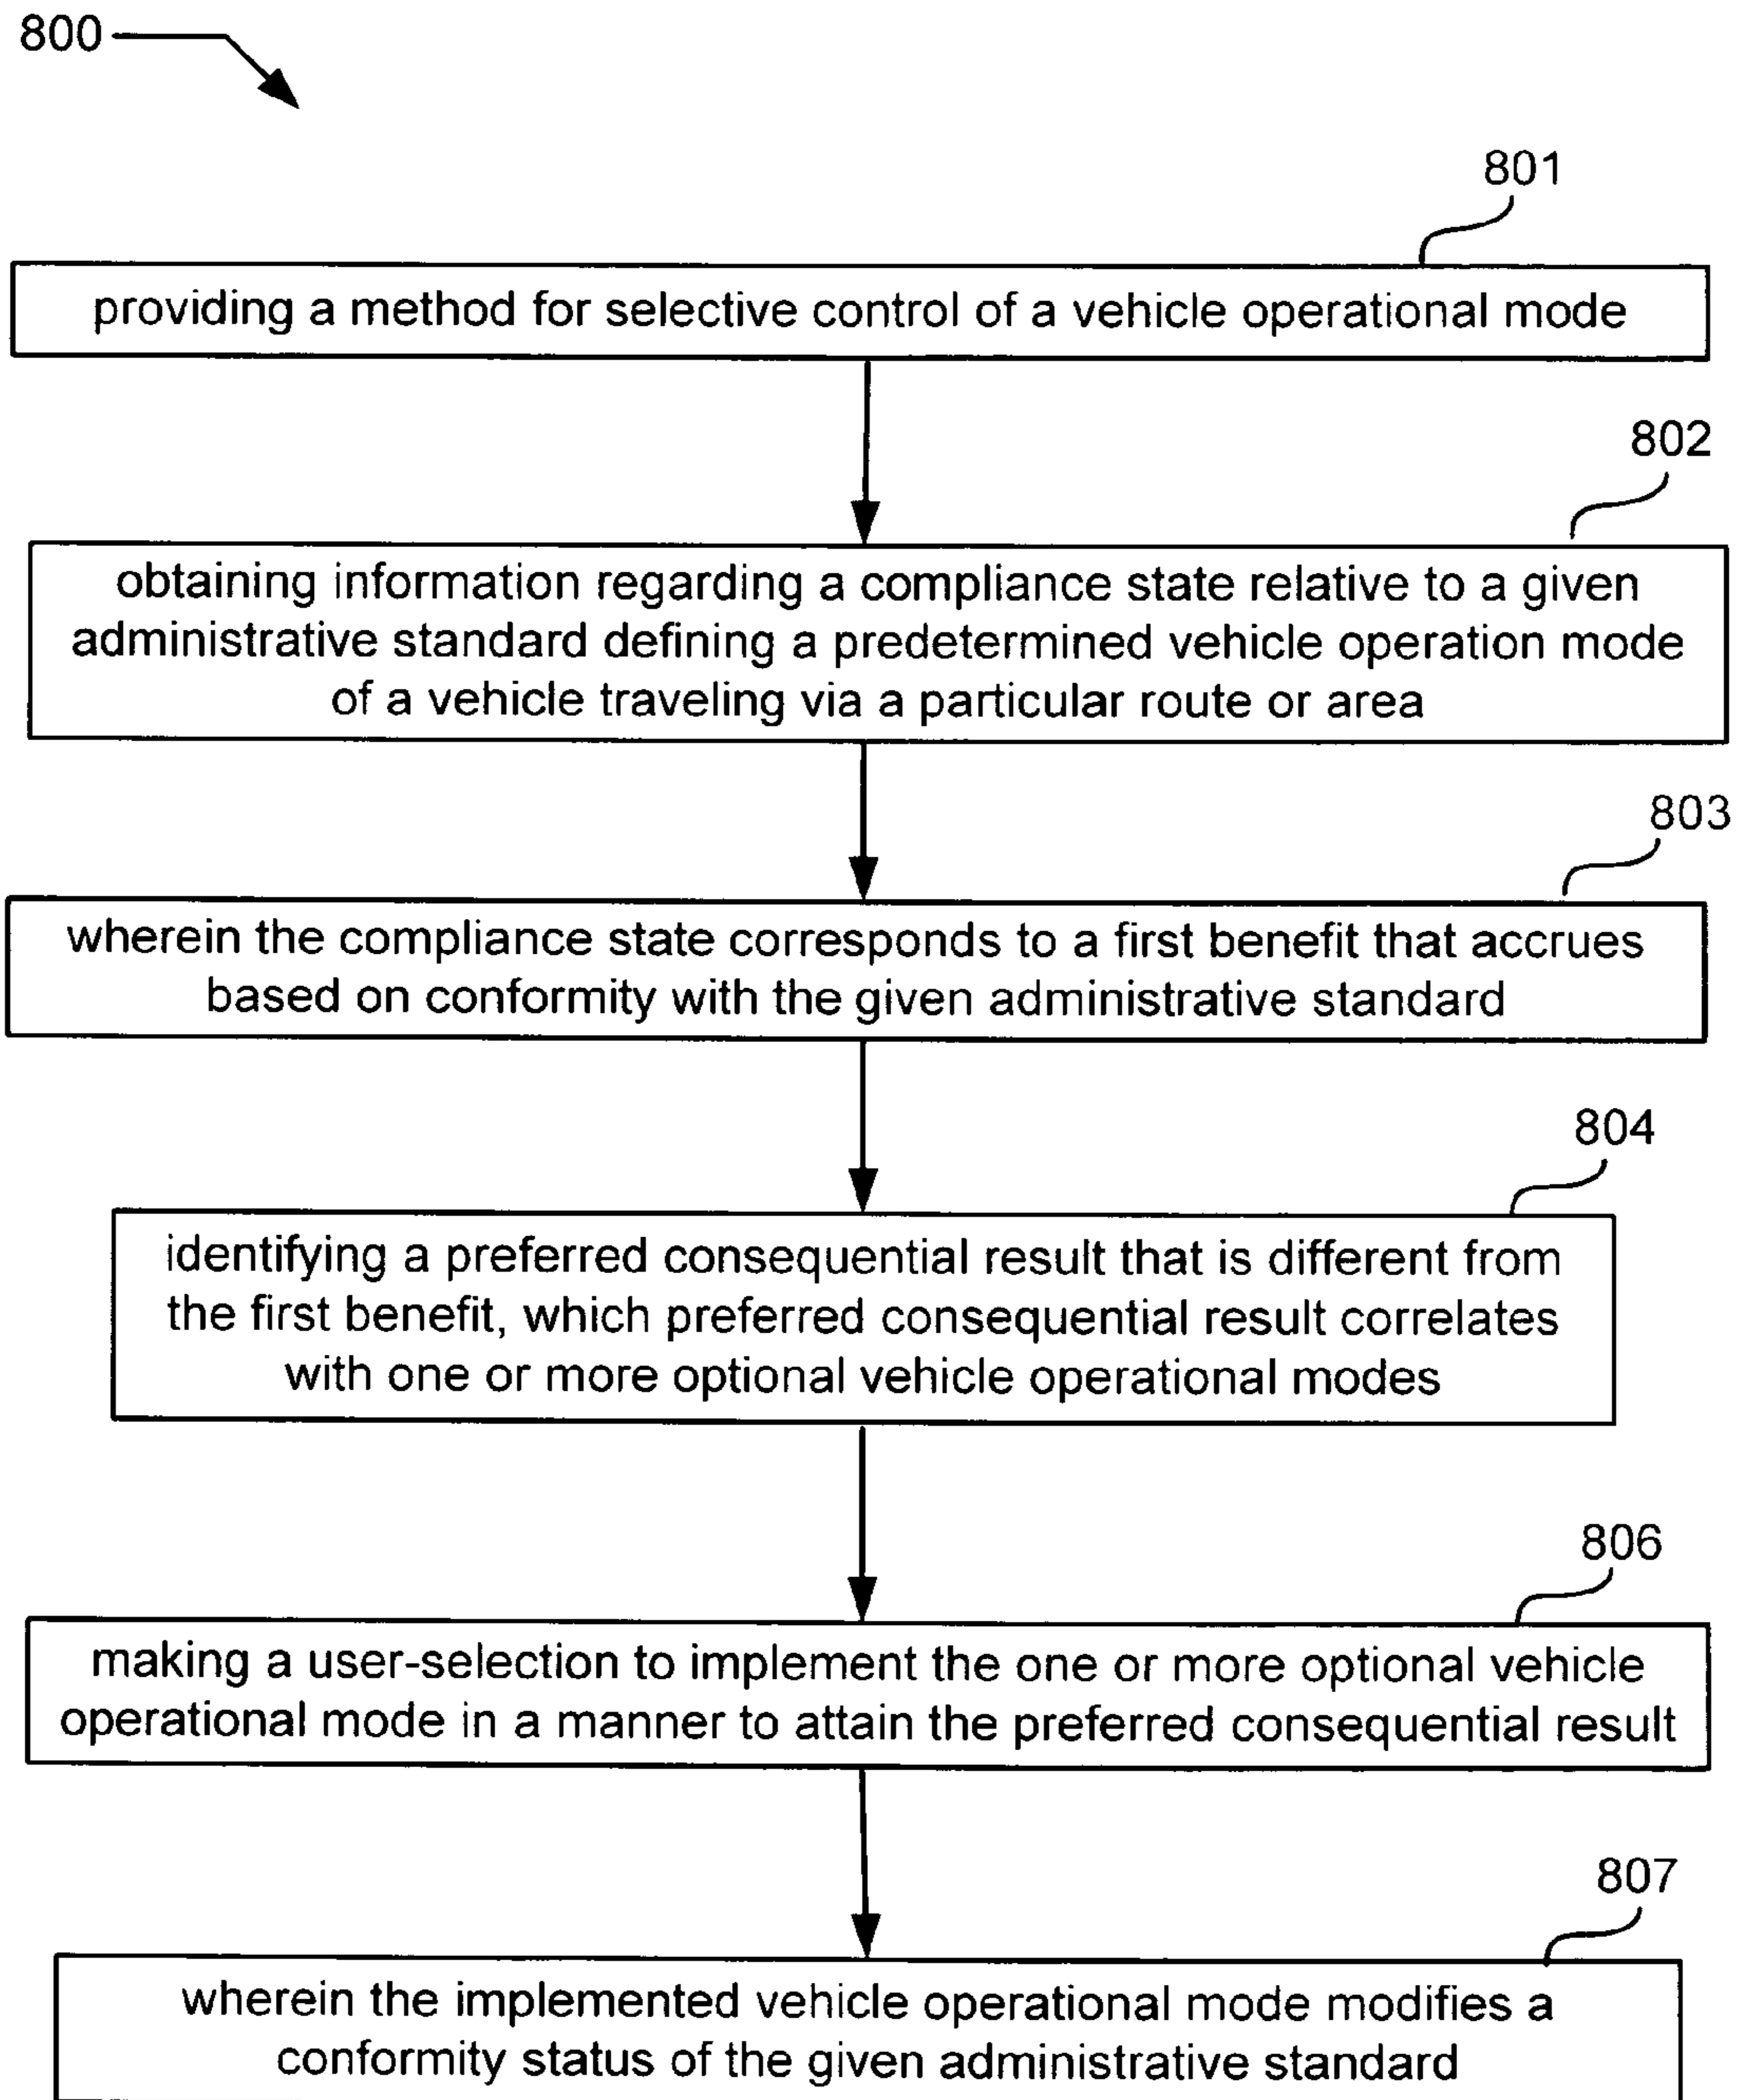 800
801
providing a method for selective control of a vehicle operational mode
802
obtaining information regarding a compliance state relative to a given
administrative standard defining a predetermined vehicle operation mode
of a vehicle traveling via a particular route or area
803
wherein the compliance state corresponds to a first benefit that accrues
based on conformity with the given administrative standard
804
identifying a preferred consequential result that is different from
the first benefit, which preferred consequential result correlates
with one or more optional vehicle operational modes
806
making a user-selection to implement the one or more optional vehicle
operational mode in a manner to attain the preferred consequential result
807
wherein the implemented vehicle operational mode modifies a
conformity status of the given administrative standard